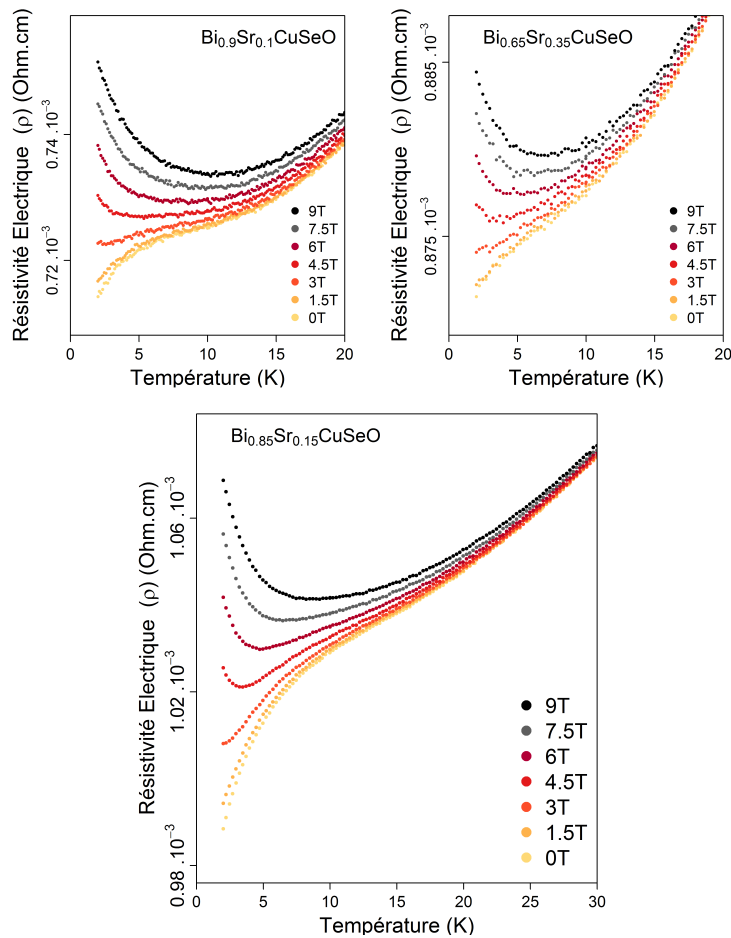 Bi0.9Sr0.1CuSeO
Résistivité Electrique (ρ) (Ohm.cm)
0.74 .10−3
0.72 .10−3
9T
7.5T
6T
4.5T
3T
1.5T
0T
0 5 10 15 20
Température (K)
Bi0.65Sr0.35CuSeO
Résistivité Electrique (ρ) (Ohm.cm)
0.885 .10−3
0.875 .10−3
9T
7.5T
6T
4.5T
3T
1.5T
0T
0 5 10 15 20
Température (K)
Bi0.85Sr0.15CuSeO
Résistivité Electrique (ρ) (Ohm.cm)
1.06 .10−3
1.02 .10−3
0.98 .10−3
9T
7.5T
6T
4.5T
3T
1.5T
0T
0 5 10 15 20 25 30
Température (K)